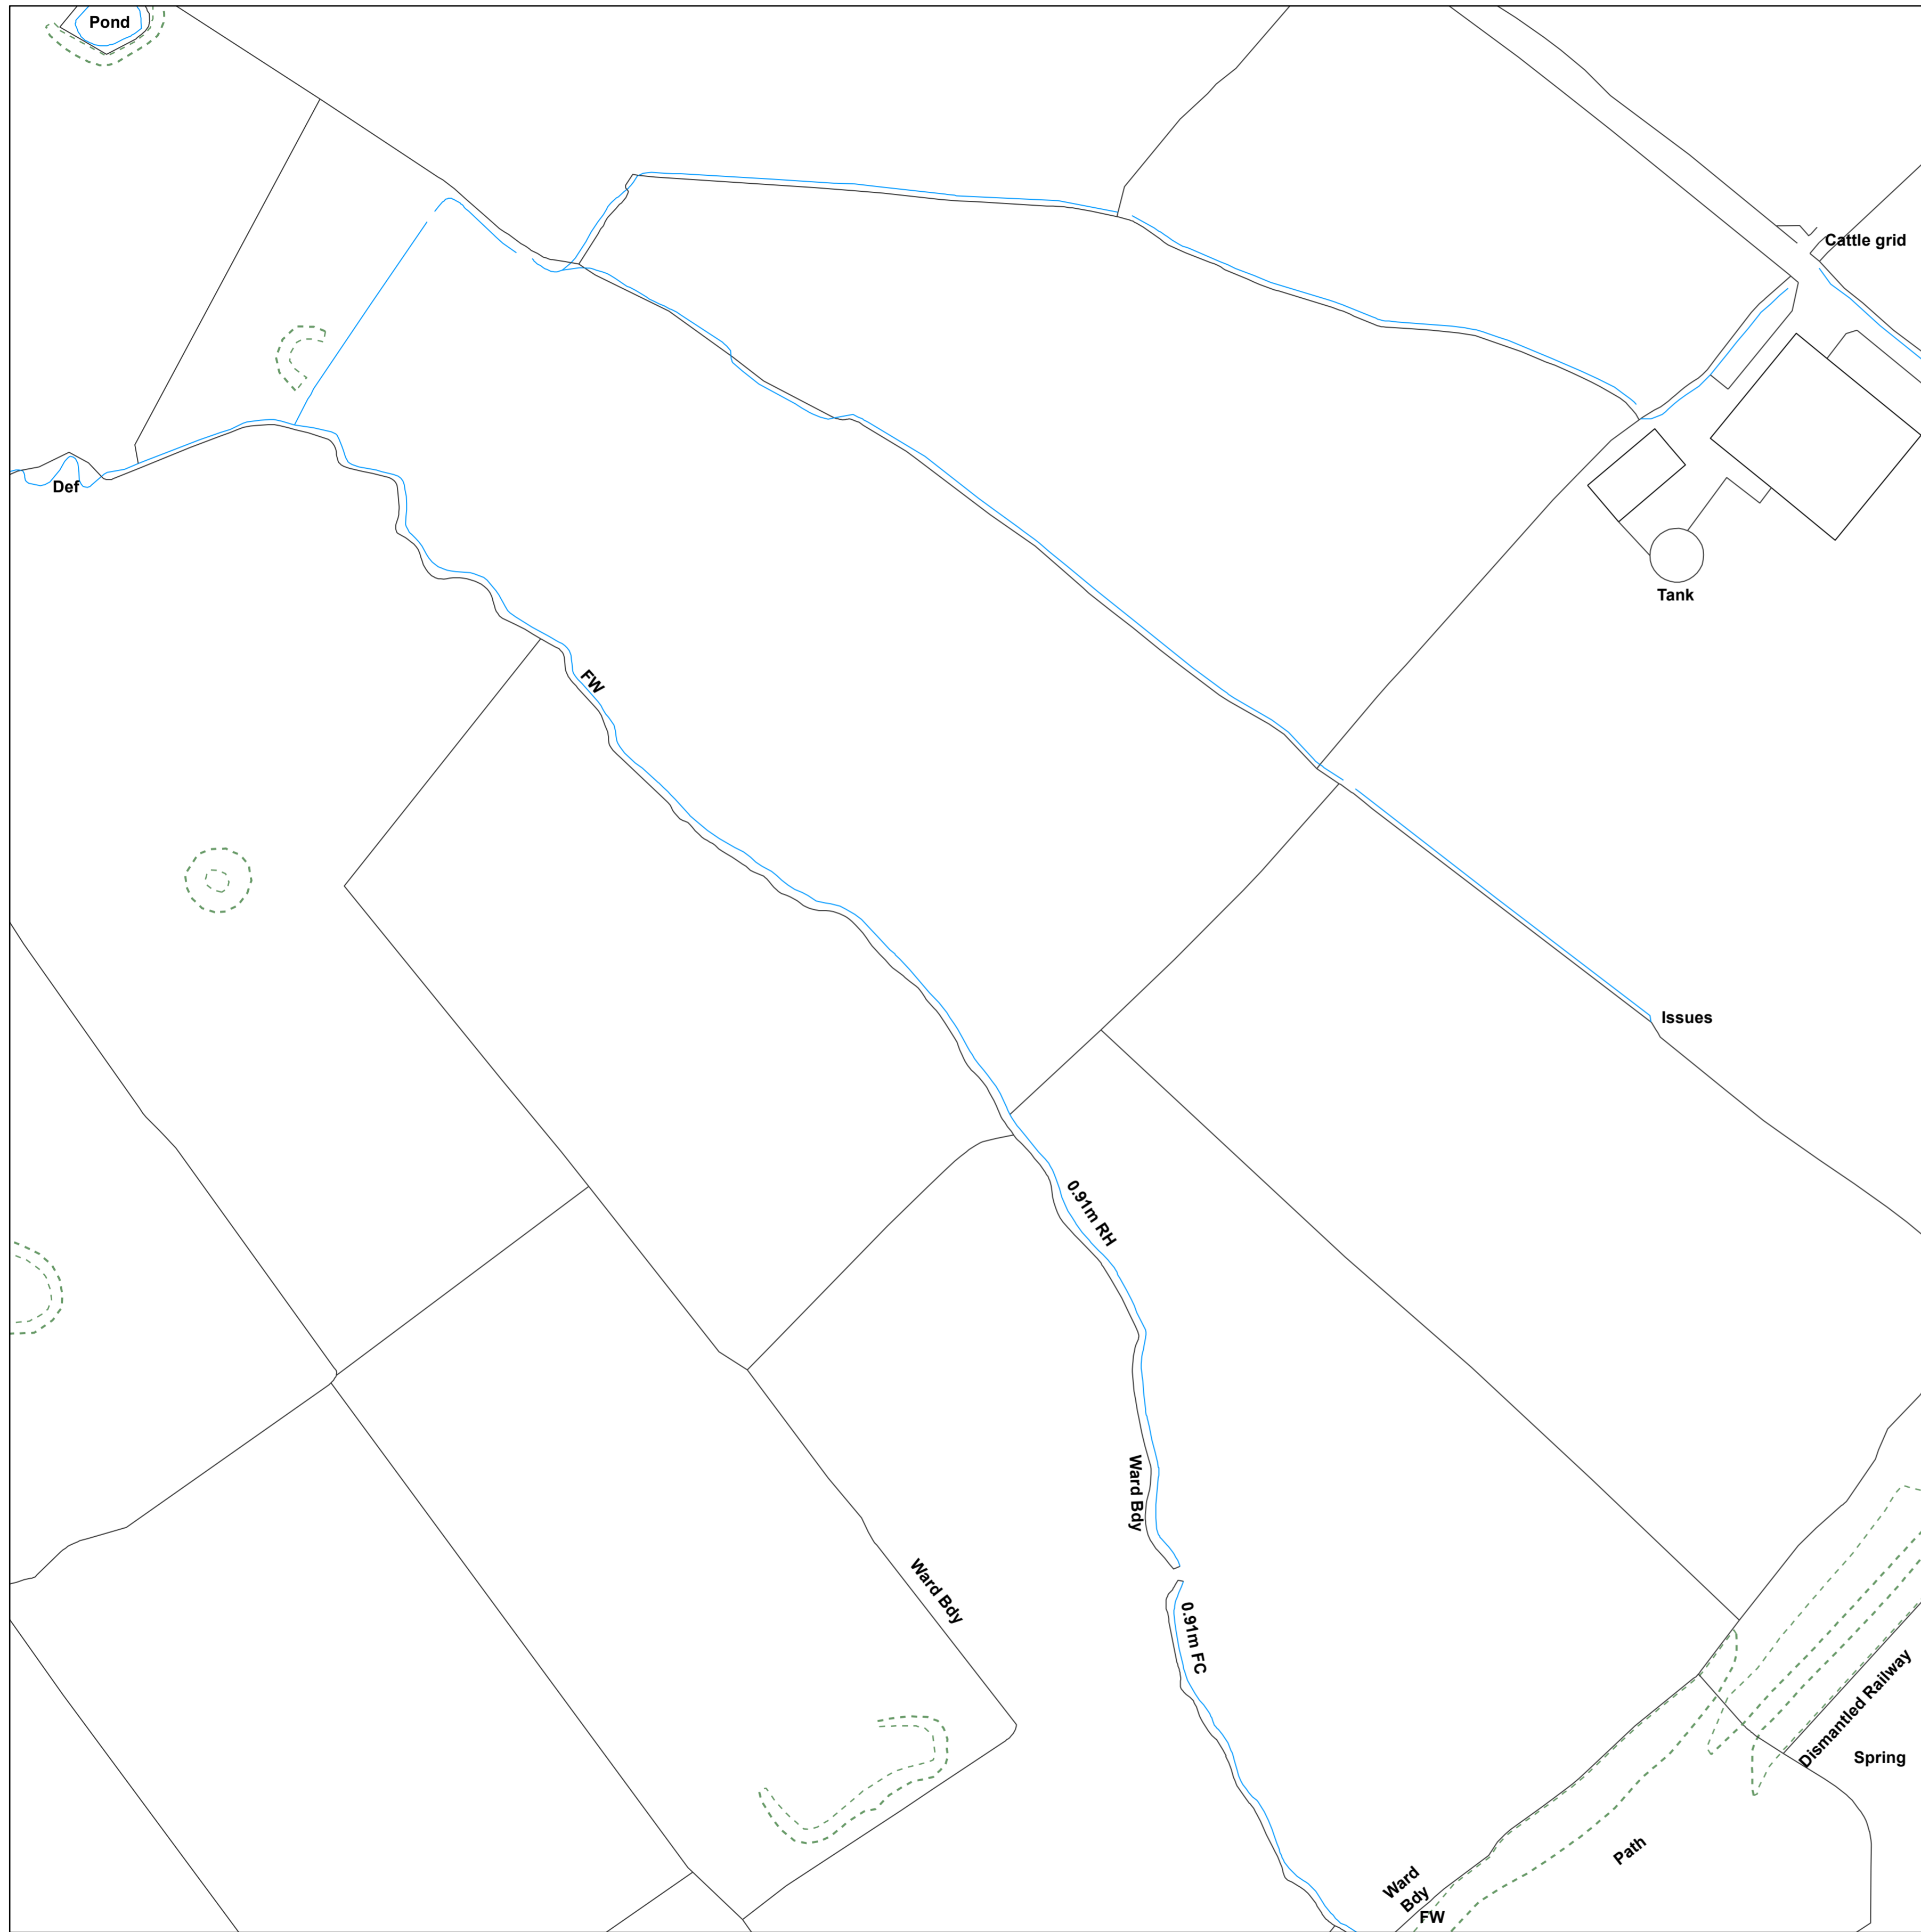 Pond
Cattle grid
Def
Tank
FW
Issues
0.91m RH
Ward Bdy
Ward Bdy
0.91m FC
Dismantled Railway
Spring
Path
Ward
Bdy
FW